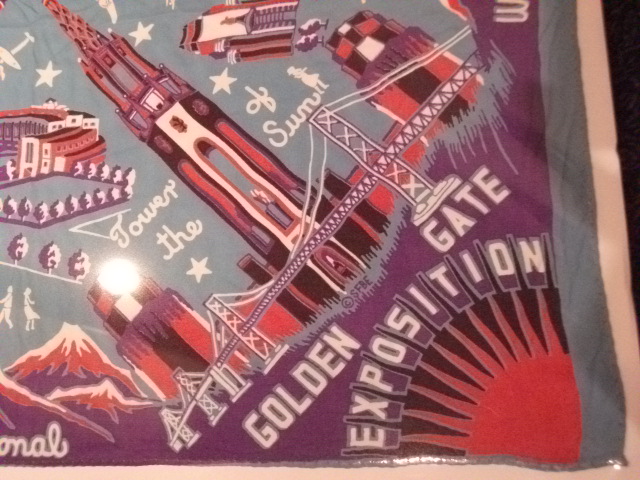 Tower of
the Sun
GOLDEN GATE
EXPOSITION
onal